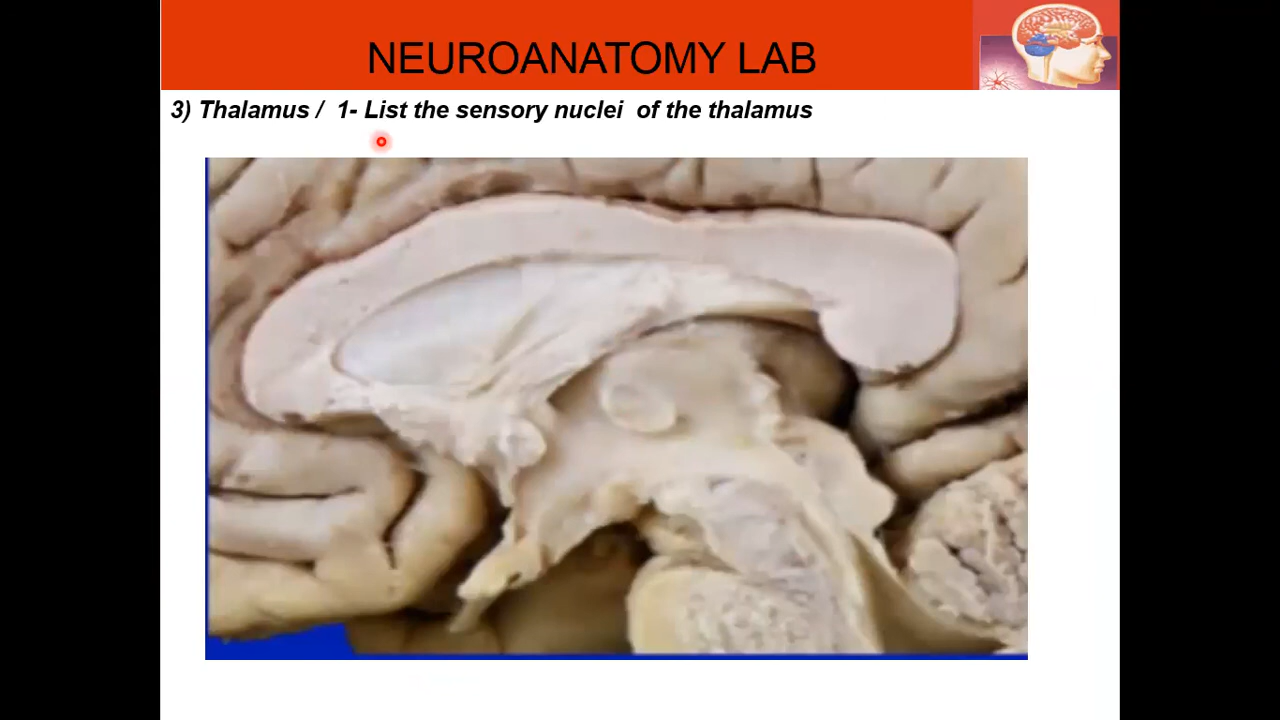 NEUROANATOMY LAB
3) Thalamus / 1- List the sensory nuclei of the thalamus